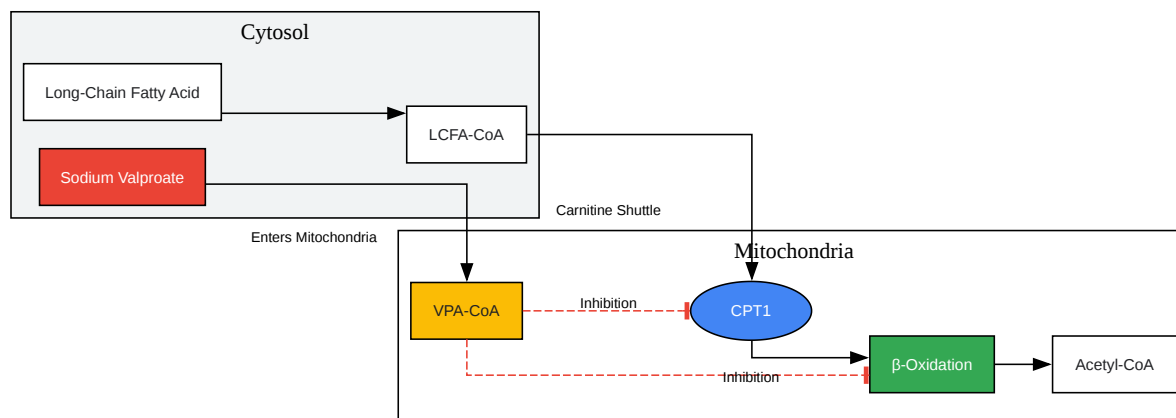 Cytosol
Long-Chain Fatty Acid
LCFA-CoA
Sodium Valproate
Carnitine Shuttle
Enters Mitochondria
Mitochondria
VPA-CoA
Inhibition
CPT1
β-Oxidation
Acetyl-CoA
Inhibition